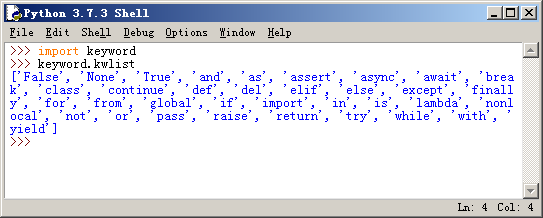 Python 3.7.3 Shell
File Edit Shell Debug Options Window Help
>>> import keyword
>>> keyword.kwlist
['False', 'None', 'True', 'and', 'as', 'assert', 'async', 'await', 'brea
k', 'class', 'continue', 'def', 'del', 'elif', 'else', 'except', 'finall
y', 'for', 'from', 'global', 'if', 'import', 'in', 'is', 'lambda', 'nonl
ocal', 'not', 'or', 'pass', 'raise', 'return', 'try', 'while', 'with', '
yield']
>>>
Ln: 4 Col: 4